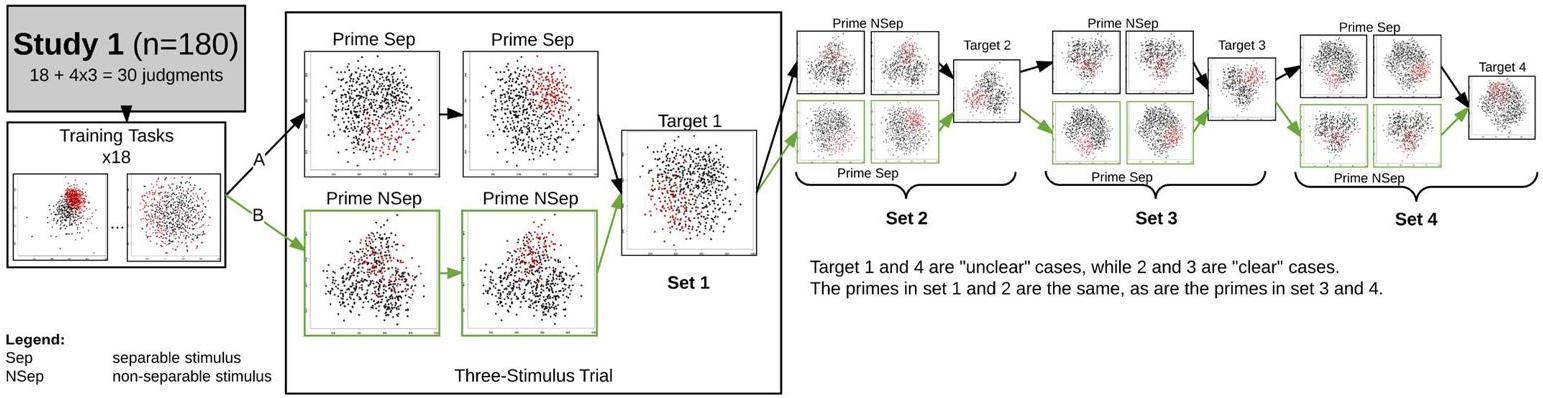 Study 1 (n=180)
18 + 4x3 = 30 judgments
Training Tasks
x18
...
A
B
Prime Sep
Prime Sep
Prime NSep
Prime NSep
Target 1
Set 1
Three-Stimulus Trial
Prime NSep
Target 2
Prime Sep
Set 2
Prime NSep
Target 3
Prime Sep
Set 3
Prime Sep
Target 4
Prime NSep
Set 4
Target 1 and 4 are "unclear" cases, while 2 and 3 are "clear" cases.
The primes in set 1 and 2 are the same, as are the primes in set 3 and 4.
Legend:
Sep separable stimulus
NSep non-separable stimulus